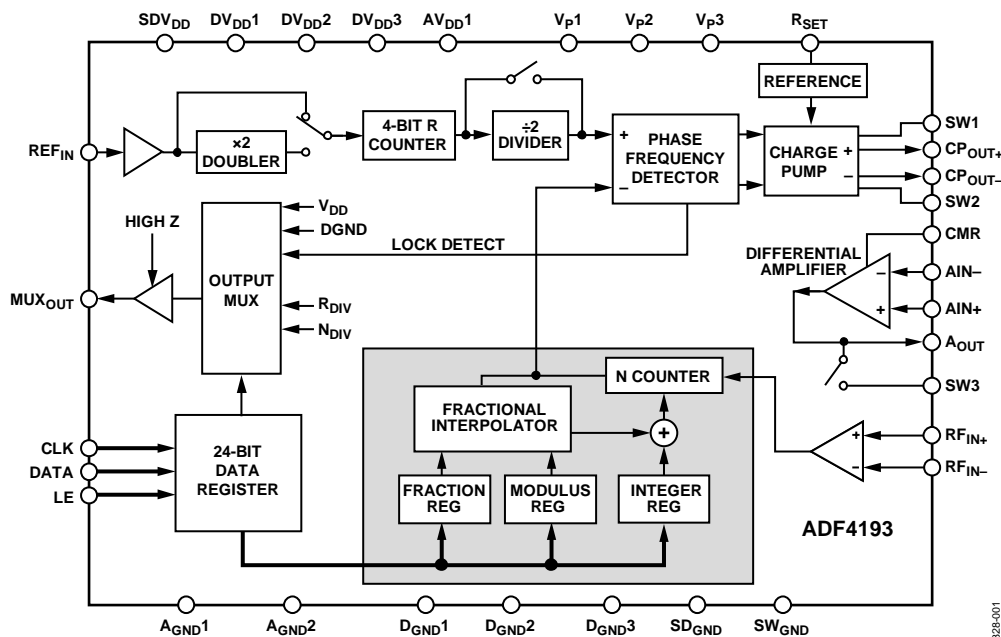 SDVDD DVDD1 DVDD2 DVDD3 AVDD1 VP1 VP2 VP3 RSET
REFIN
×2
DOUBLER
4-BIT R
COUNTER
÷2
DIVIDER
+
–
PHASE
FREQUENCY
DETECTOR
REFERENCE
CHARGE
PUMP
+
–
SW1
CPOUT+
CPOUT–
SW2
HIGH Z
MUXOUT
OUTPUT
MUX
VDD
DGND
LOCK DETECT
RDIV
NDIV
DIFFERENTIAL
AMPLIFIER
–
+
CMR
AIN–
AIN+
AOUT
SW3
CLK
DATA
LE
24-BIT
DATA
REGISTER
N COUNTER
FRACTIONAL
INTERPOLATOR
+
FRACTION
REG
MODULUS
REG
INTEGER
REG
+
–
RFIN+
RFIN–
ADF4193
AGND1 AGND2 DGND1 DGND2 DGND3 SDGND SWGND
328-001